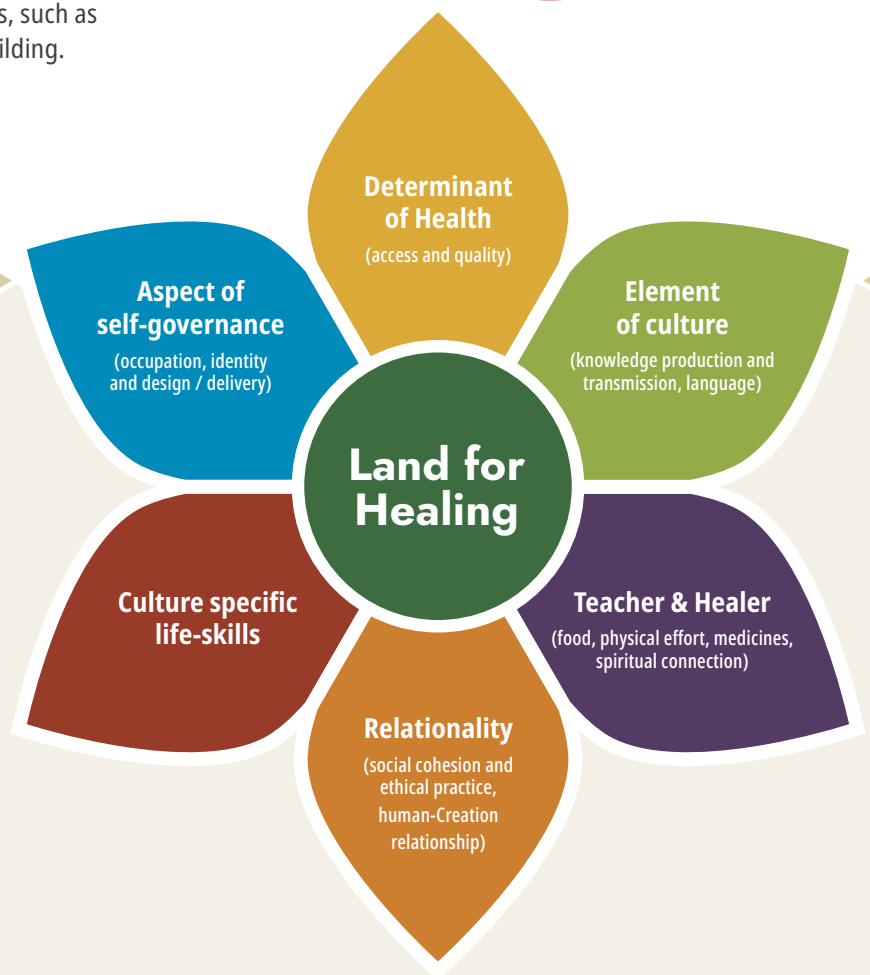 s, such as
ilding.
Determinant
of Health
(access and quality)
Aspect of
self-governance
(occupation, identity
and design / delivery)
Element
of culture
(knowledge production and
transmission, language)
Land for
Healing
Culture specific
life-skills
Teacher & Healer
(food, physical effort, medicines,
spiritual connection)
Relationality
(social cohesion and
ethical practice,
human-Creation
relationship)